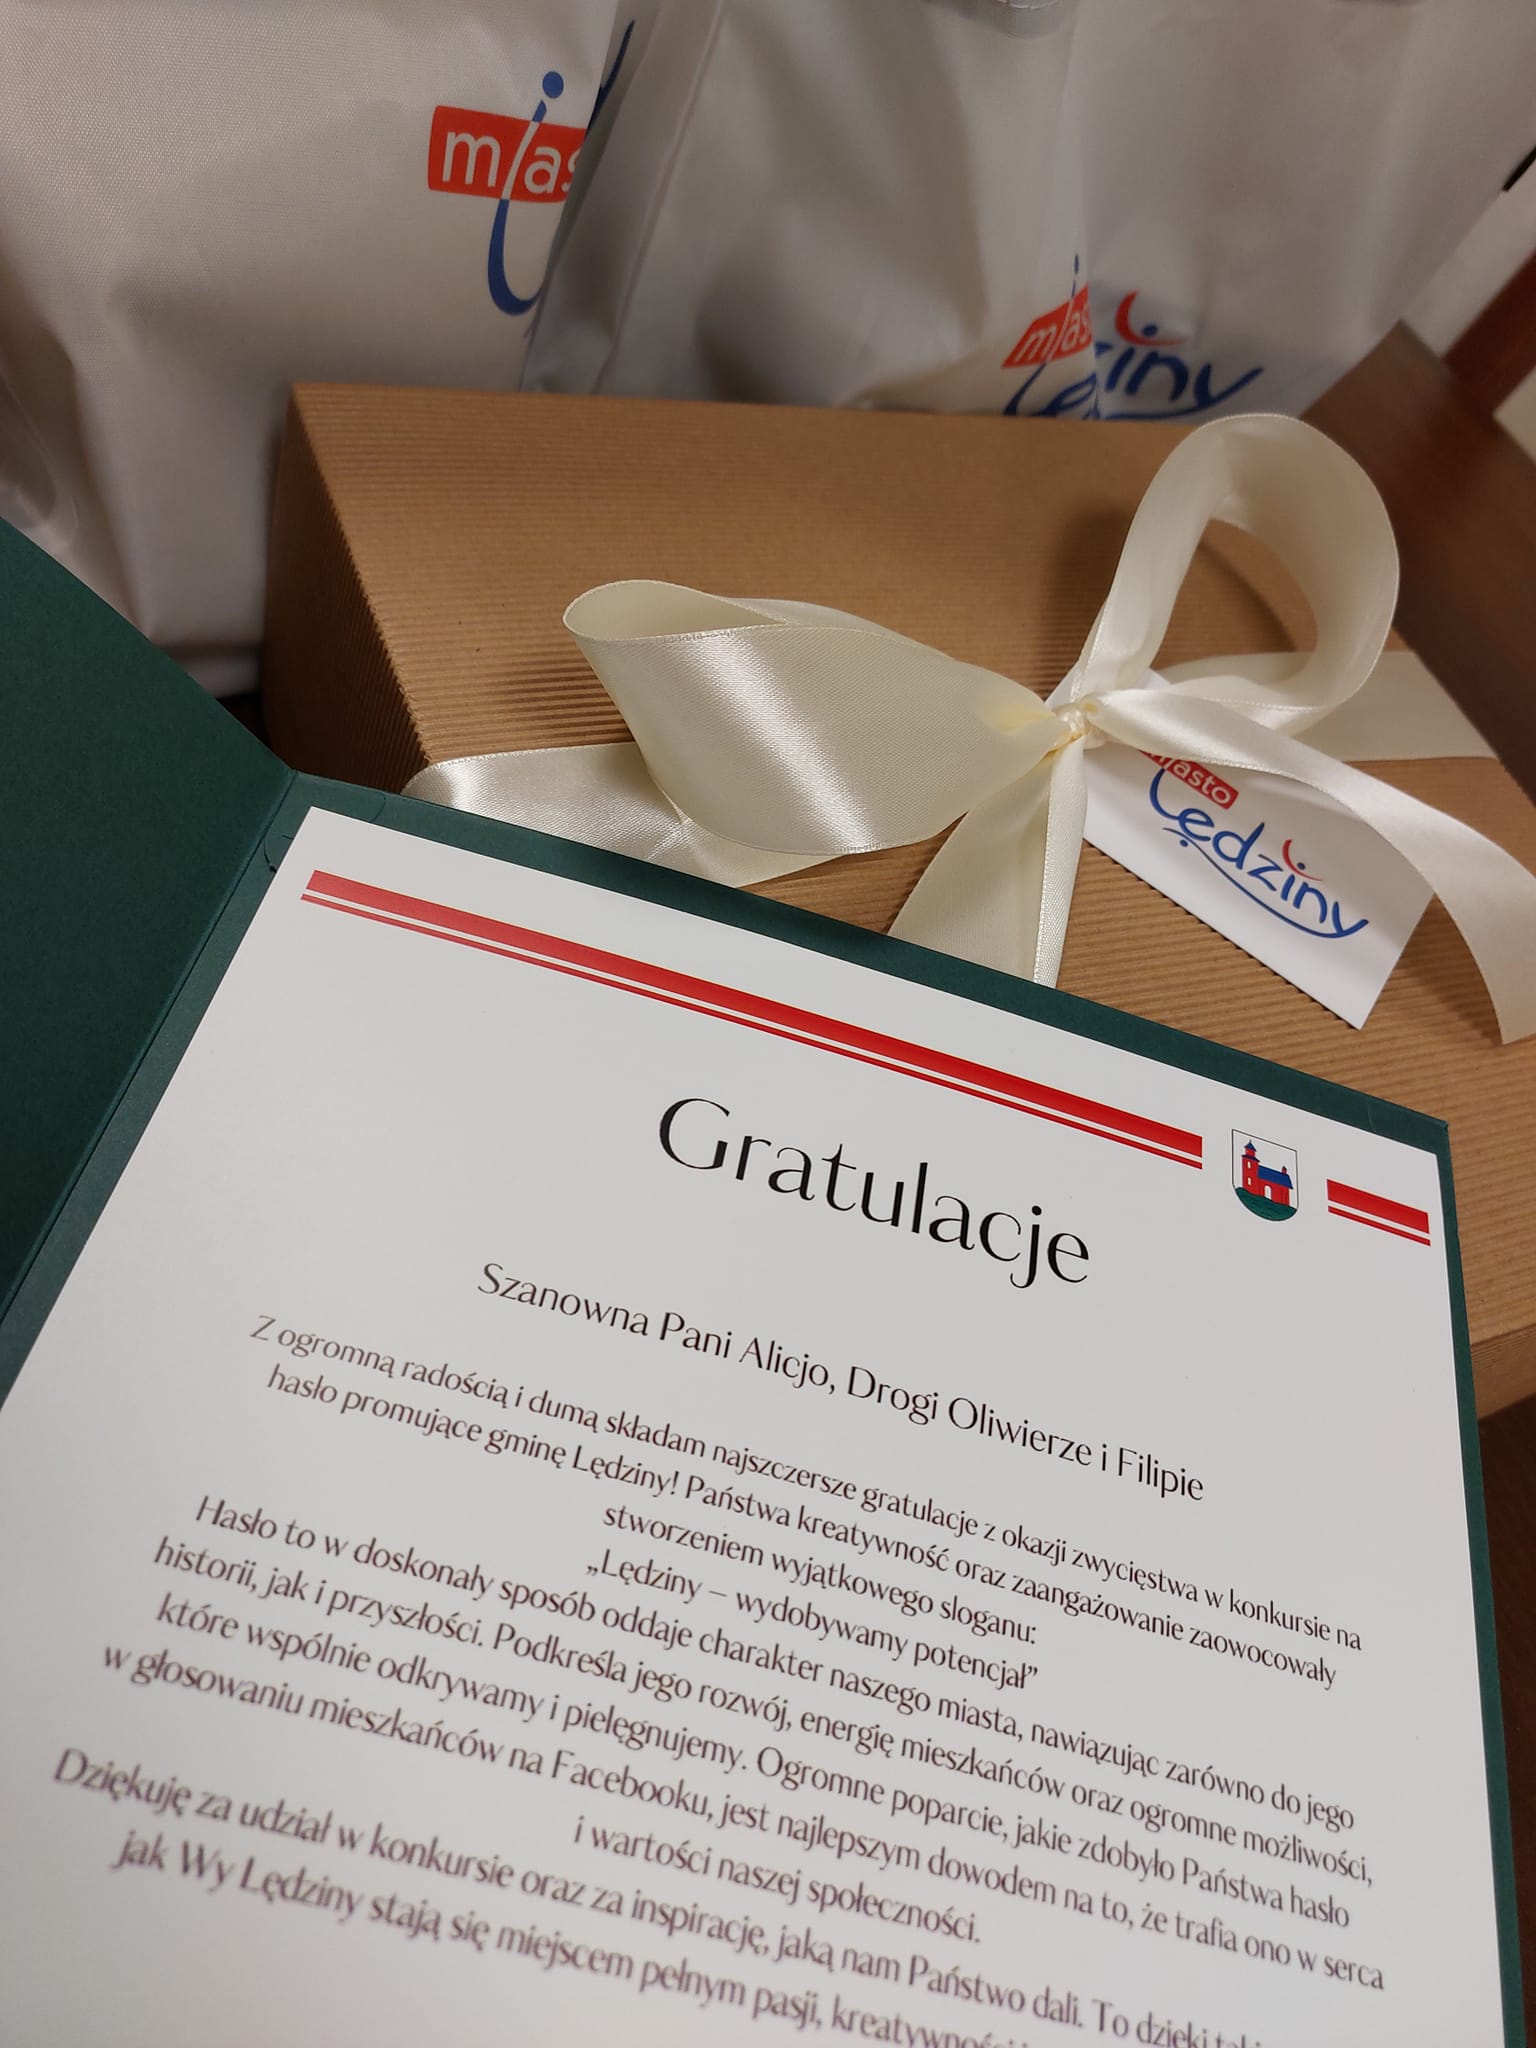 mias
mias
ziny
miasto
Lędziny
Gratulacje
Szanowna Pani Alicjo, Drogi Oliwierze i Filipie
Z ogromną radością i dumą składam najszczersze gratulacje z okazji zwycięstwa w konkursie na
hasło promujące gminę Lędziny! Państwa kreatywność oraz zaangażowanie zaowocowały
stworzeniem wyjątkowego sloganu:
„Lędziny – wydobywamy potencjał”
Hasło to w doskonały sposób oddaje charakter naszego miasta, nawiązując zarówno do jego
historii, jak i przyszłości. Podkreśla jego rozwój, energię mieszkańców oraz ogromne możliwości,
które wspólnie odkrywamy i pielęgnujemy. Ogromne poparcie, jakie zdobyło Państwa hasło
w głosowaniu mieszkańców na Facebooku, jest najlepszym dowodem na to, że trafia ono w serca
i wartości naszej społeczności.
Dziękuję za udział w konkursie oraz za inspirację, jaką nam Państwo dali. To dzięki
jak Wy Lędziny stają się miejscem pełnym pasji, kreatywności